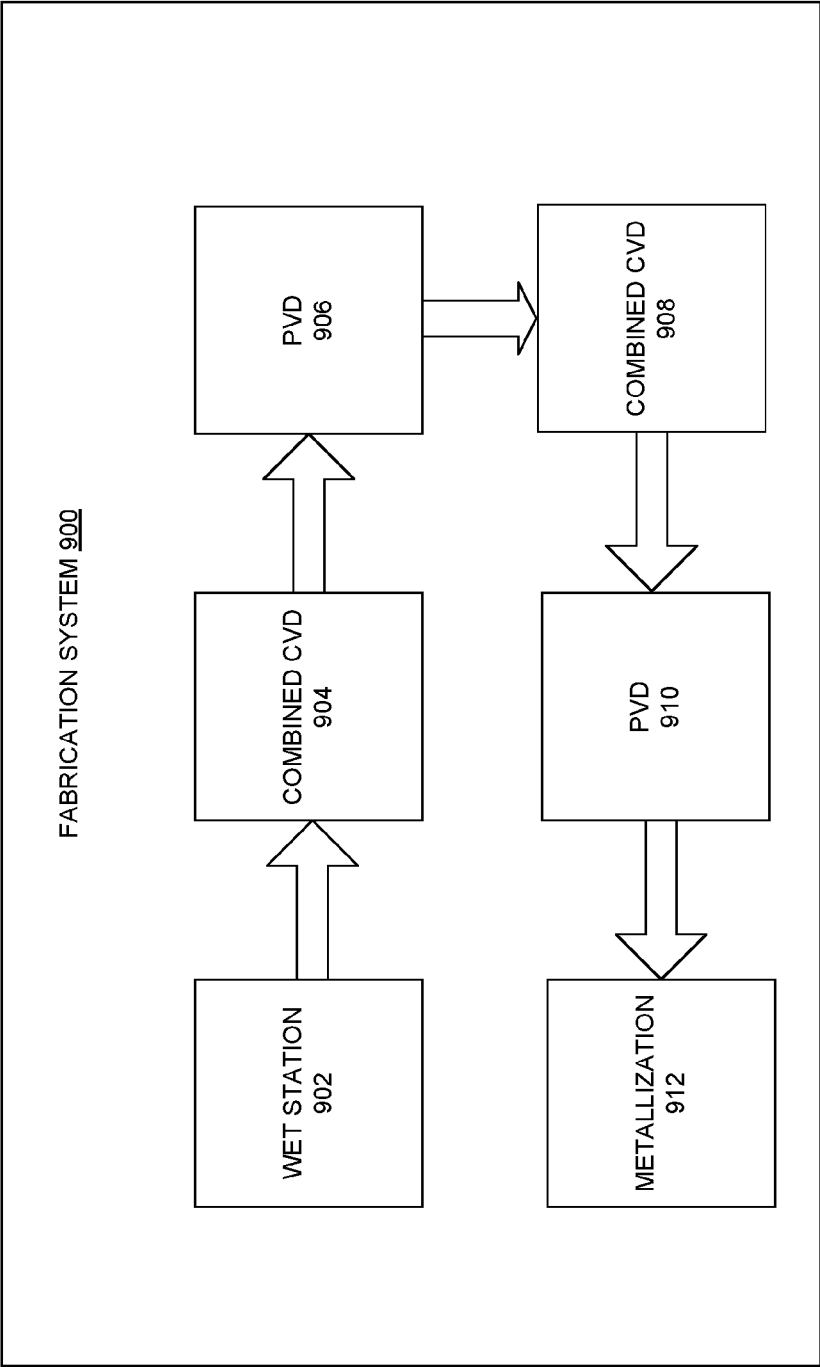 FABRICATION SYSTEM 900
WET STATION
902
COMBINED CVD
904
PVD
906
COMBINED CVD
908
PVD
910
METALLIZATION
912